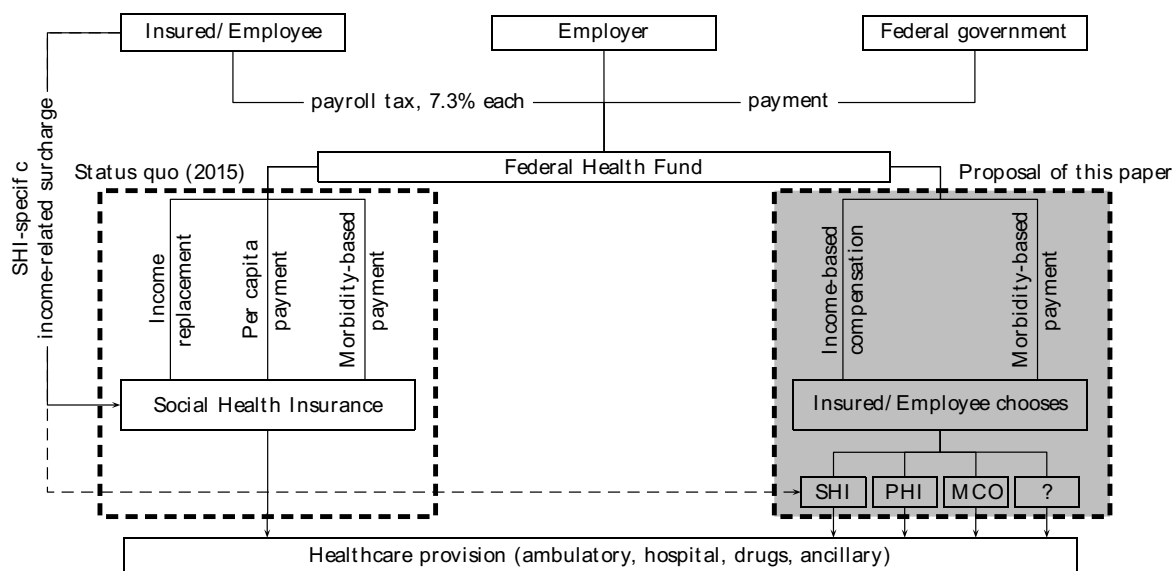 Insured/Employee
Employer
Federal government
payroll tax, 7.3% each
payment
Federal Health Fund
Status quo (2015)
Proposal of this paper
SHI-specif c
income-related surcharge
Income
replacement
Per capita
payment
Morbidity-based
payment
Income-based
compensation
Morbidity-based
payment
Social Health Insurance
Insured/Employee chooses
SHI
PHI
MCO
?
Healthcare provision (ambulatory, hospital, drugs, ancillary)